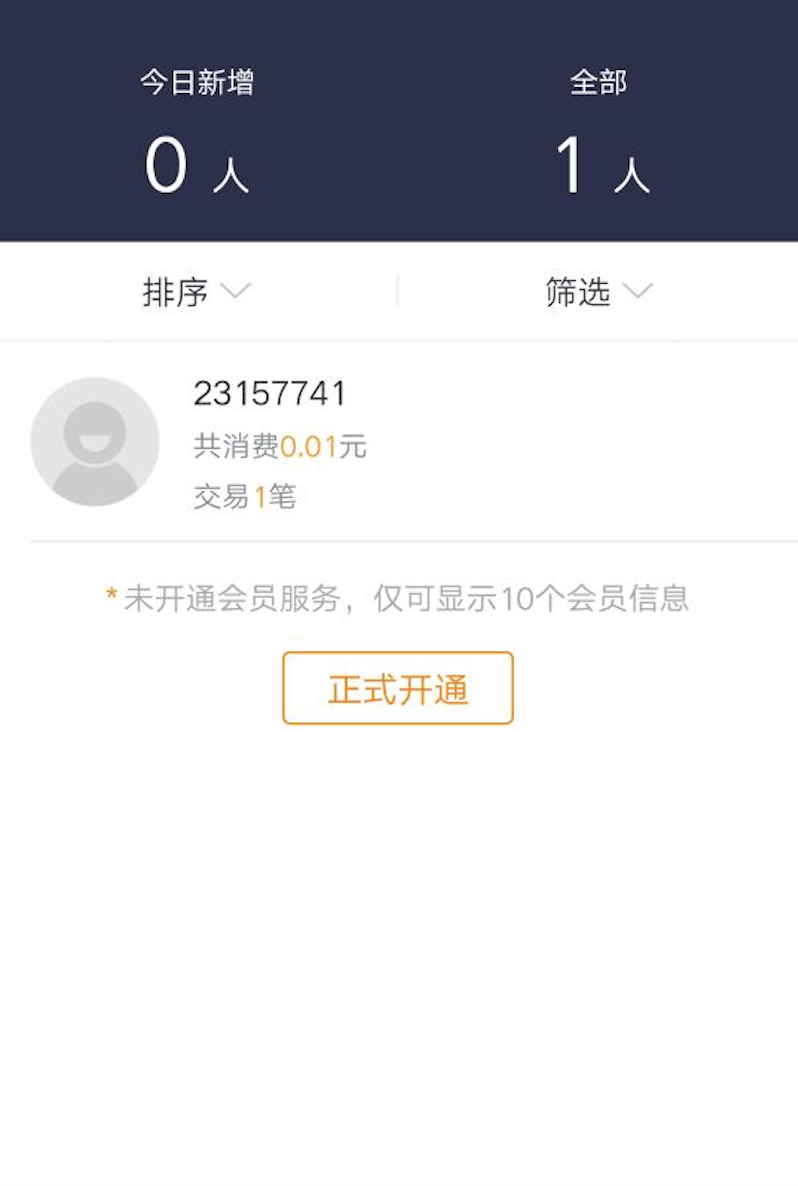 今日新增 全部
0 人 1 人
排序 筛选
23157741
共消费0.01元
交易1笔
*未开通会员服务，仅可显示10个会员信息
正式开通